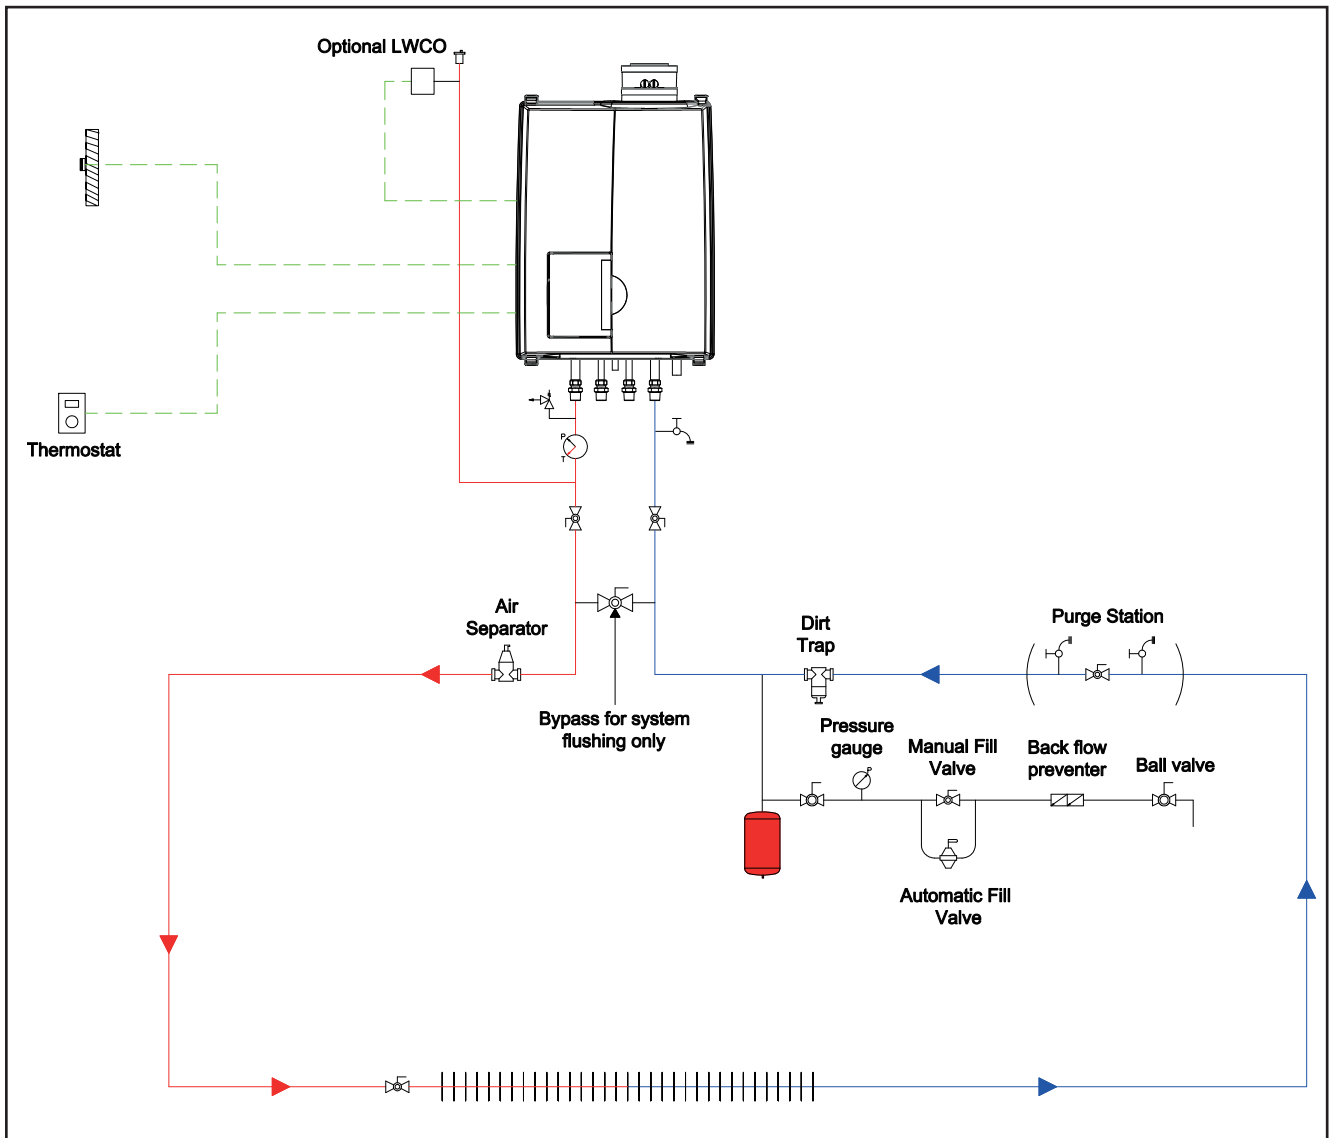 Optional LWCO
Thermostat
P
T
Air
Separator
Bypass for system
flushing only
Dirt
Trap
Purge Station
Pressure
gauge
P
Manual Fill
Valve
Back flow
preventer
Ball valve
Automatic Fill
Valve